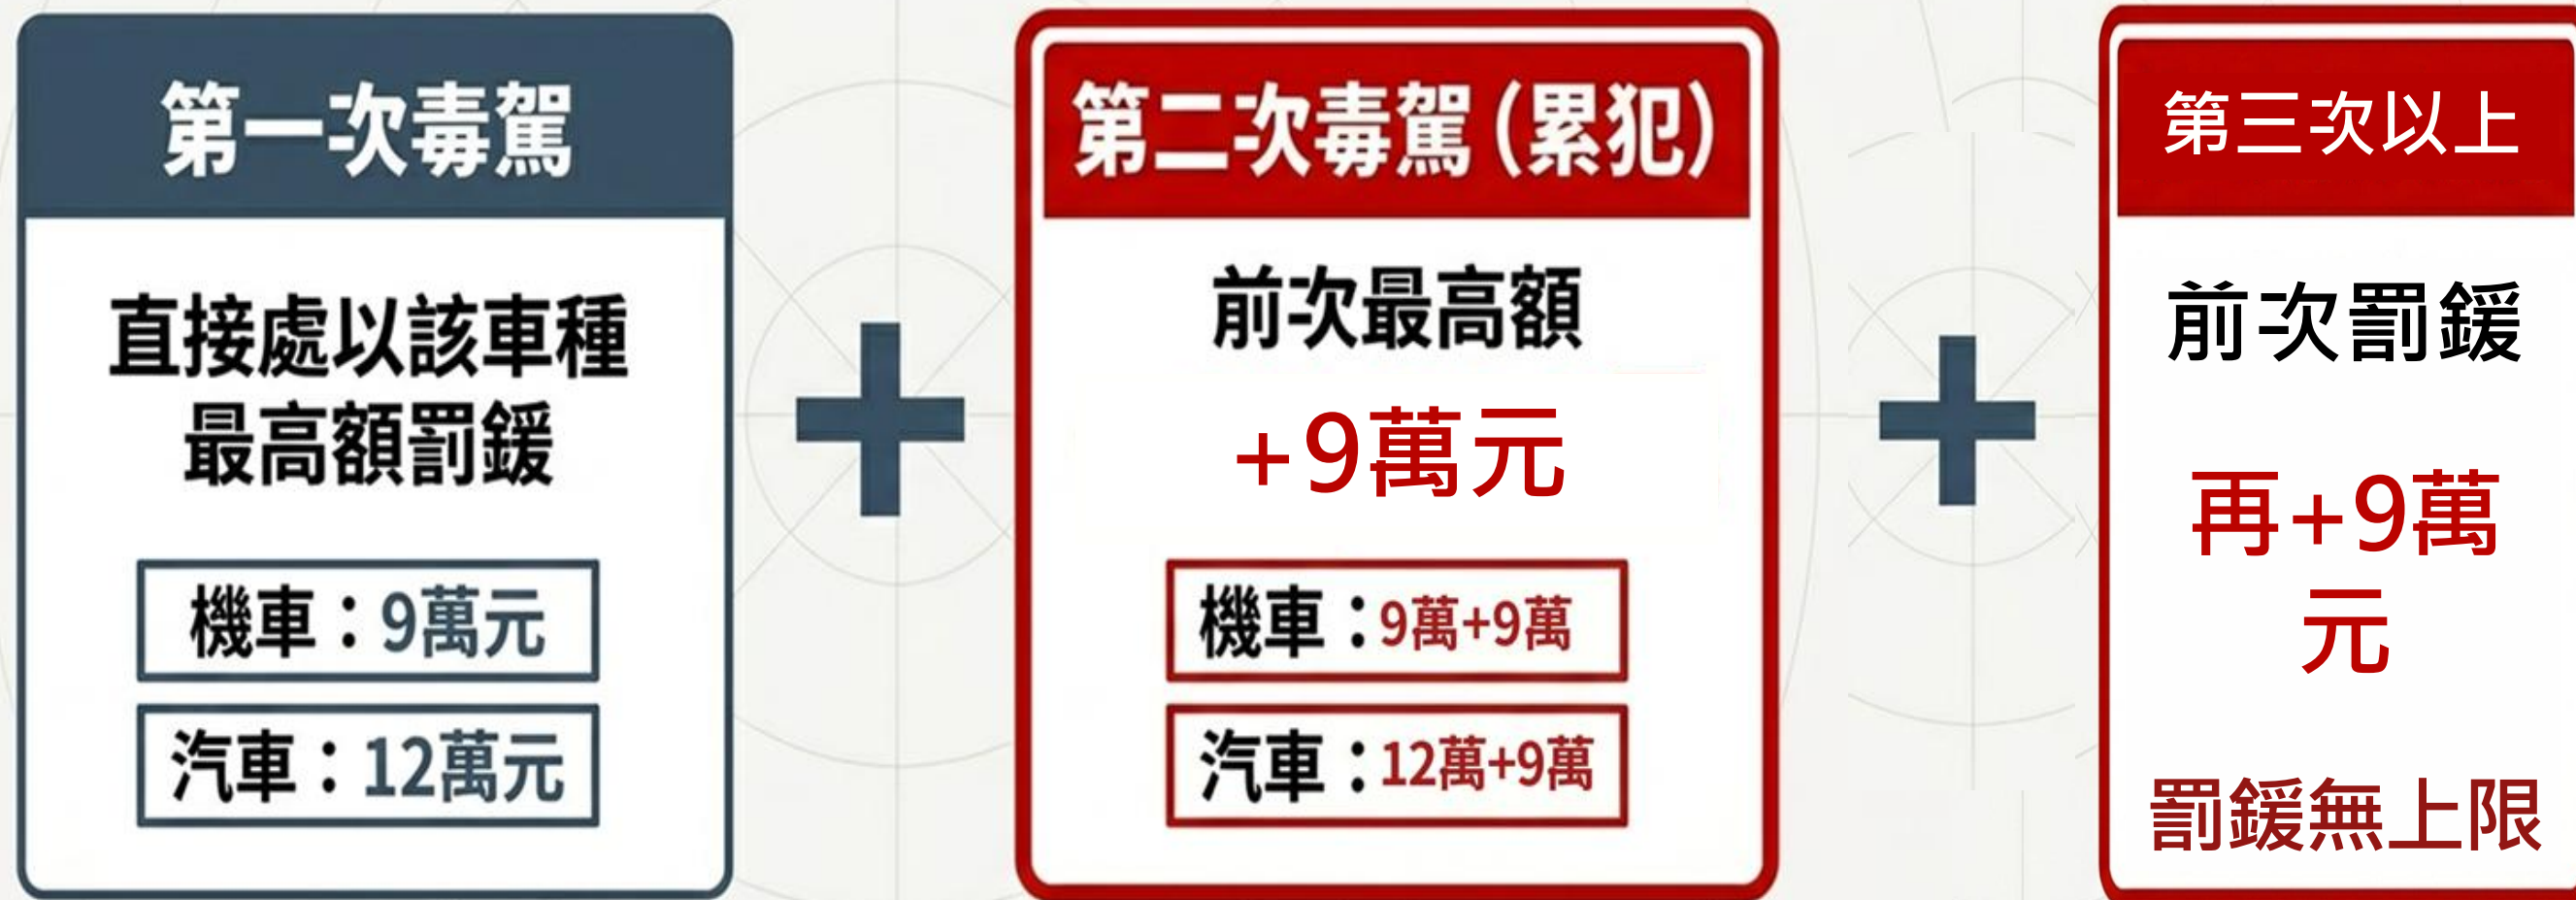 第一次毒駕
直接處以該車種
最高額罰鍰
機車：9萬元
汽車：12萬元
+
第二次毒駕（累犯）
前次最高額
+9萬元
機車：9萬+9萬
汽車：12萬+9萬
+
第三次以上
前次罰鍰
再+9萬
元
罰鍰無上限